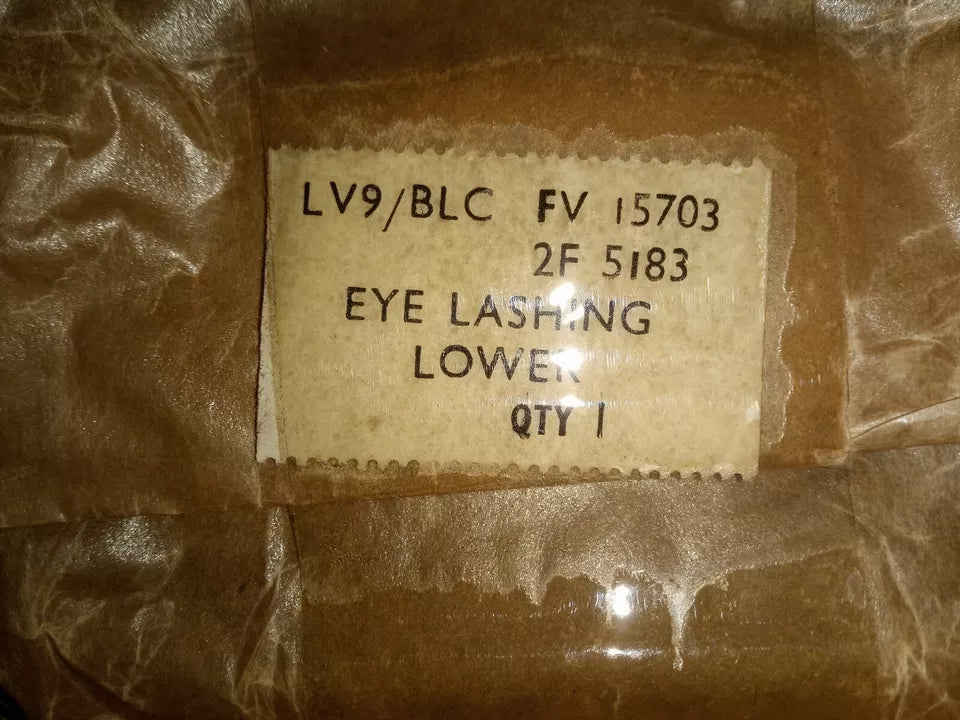 LV9/BLC FV 15703
2F 5183
EYE LASHING
LOWER
QTY 1